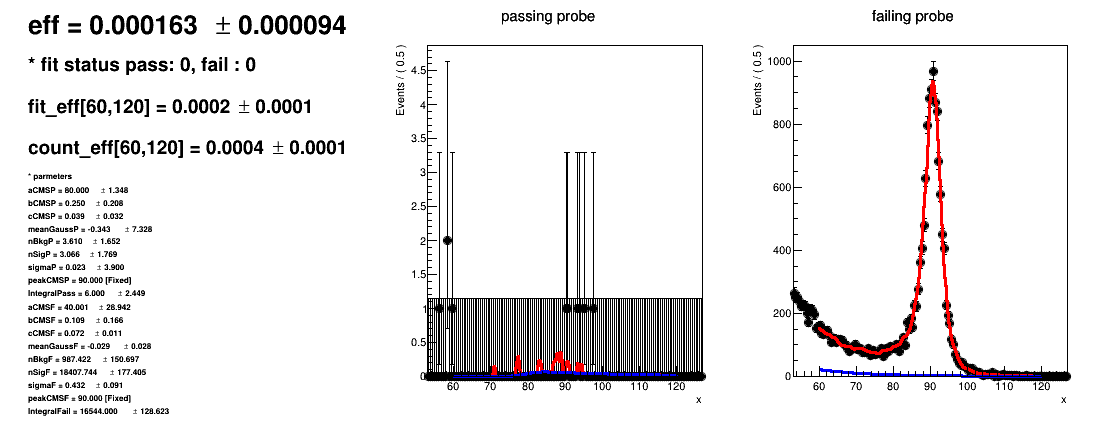 eff = 0.000163 ± 0.000094
* fit status pass: 0, fail : 0
fit_eff[60,120] = 0.0002 ± 0.0001
count_eff[60,120] = 0.0004 ± 0.0001
* parmeters
aCMSP = 80.000 ± 1.348
bCMSP = 0.250 ± 0.208
cCMSP = 0.039 ± 0.032
meanGaussP = -0.343 ± 7.328
nBkgP = 3.610 ± 1.652
nSigP = 3.066 ± 1.769
sigmaP = 0.023 ± 3.900
peakCMSP = 90.000 [Fixed]
IntegralPass = 6.000 ± 2.449
aCMSF = 40.001 ± 28.942
bCMSF = 0.109 ± 0.166
cCMSF = 0.072 ± 0.011
meanGaussF = -0.029 ± 0.028
nBkgF = 987.422 ± 150.697
nSigF = 18407.744 ± 177.405
sigmaF = 0.432 ± 0.091
peakCMSF = 90.000 [Fixed]
IntegralFail = 16544.000 ± 128.623
passing probe
Events / ( 0.5 )
4.5
4
3.5
3
2.5
2
1.5
1
0.5
0
60 70 80 90 100 110 120
x
failing probe
Events / ( 0.5 )
1000
800
600
400
200
0
60 70 80 90 100 110 120
x